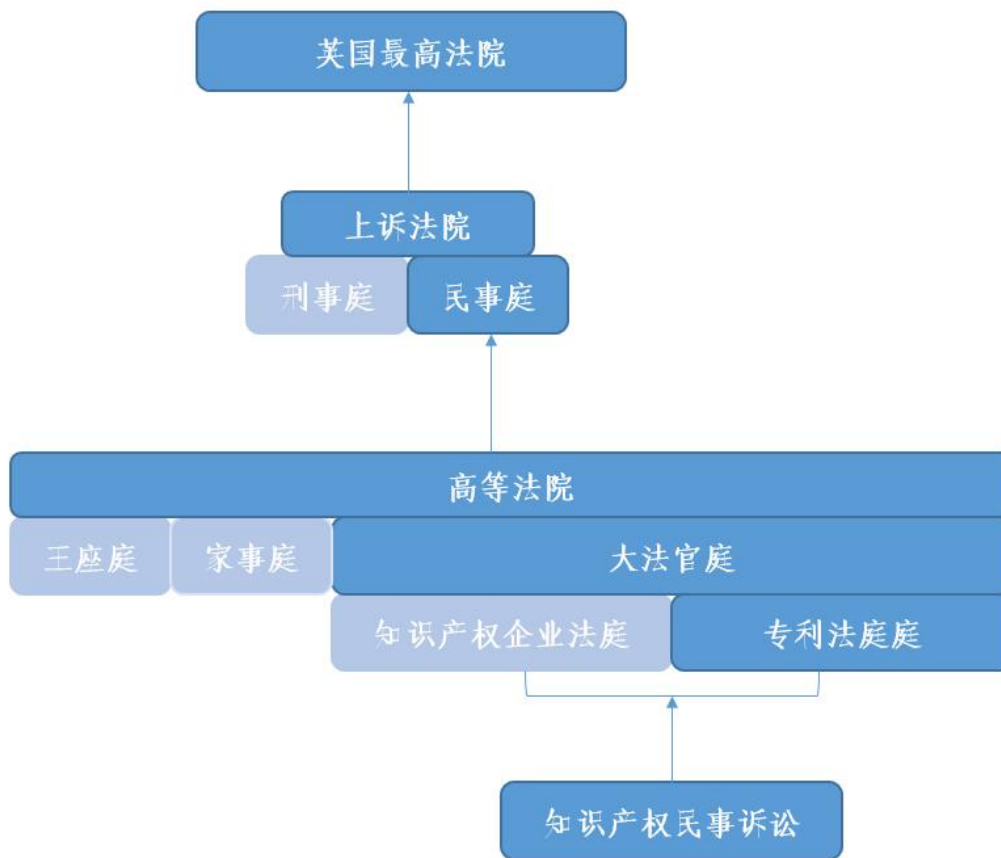 英国最高法院
上诉法院
刑事庭
民事庭
高等法院
王座庭
家事庭
大法官庭
知识产权企业法庭
专利法庭庭
知识产权民事诉讼